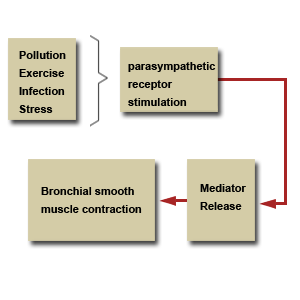 Pollution
Exercise
Infection
Stress
parasympathetic
receptor
stimulation
Mediator
Release
Bronchial smooth
muscle contraction